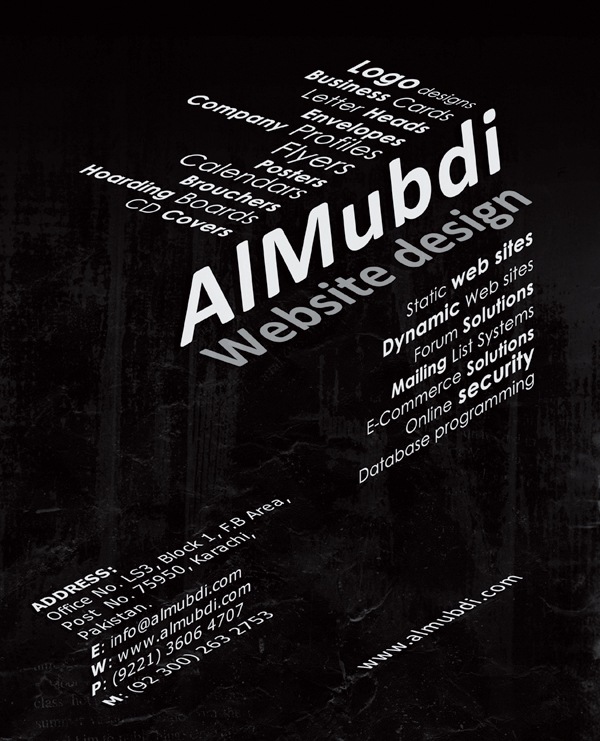 Logo designs
Business Cards
Letter Heads
Envelopes
Company Profiles
Flyers
Posters
Calendars
Brouchers
Hoarding Boards
CD Covers
AlMubdi
Website design
Static web sites
Dynamic Web sites
Forum Solutions
Mailing List Systems
E-Commerce Solutions
Online security
Database programming
ADDRESS:
Office No. LS3, Block 1, F.B Area,
Post. No. 75950, Karachi,
Pakistan.
E: info@almubdi.com
W: www.almubdi.com
P: (9221) 3606 4707
M: (92 300) 263 2753
www.almubdi.com